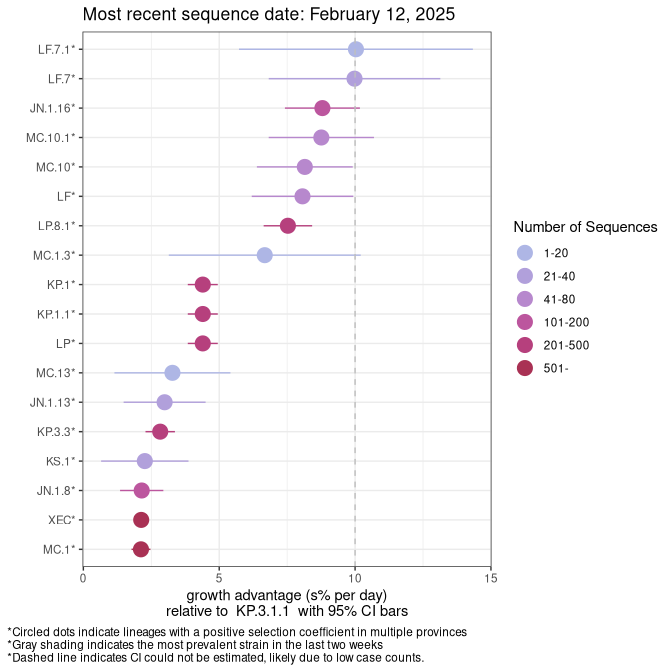 Most recent sequence date: February 12, 2025
LF.7.1*
LF.7*
JN.1.16*
MC.10.1*
MC.10*
LF*
LP.8.1*
MC.1.3*
KP.1*
KP.1.1*
LP*
MC.13*
JN.1.13*
KP.3.3*
KS.1*
JN.1.8*
XEC*
MC.1*
0 5 10 15
growth advantage (s% per day)
relative to KP.3.1.1 with 95% CI bars
Number of Sequences
1-20
21-40
41-80
101-200
201-500
501-
*Circled dots indicate lineages with a positive selection coefficient in multiple provinces
*Gray shading indicates the most prevalent strain in the last two weeks
*Dashed line indicates CI could not be estimated, likely due to low case counts.